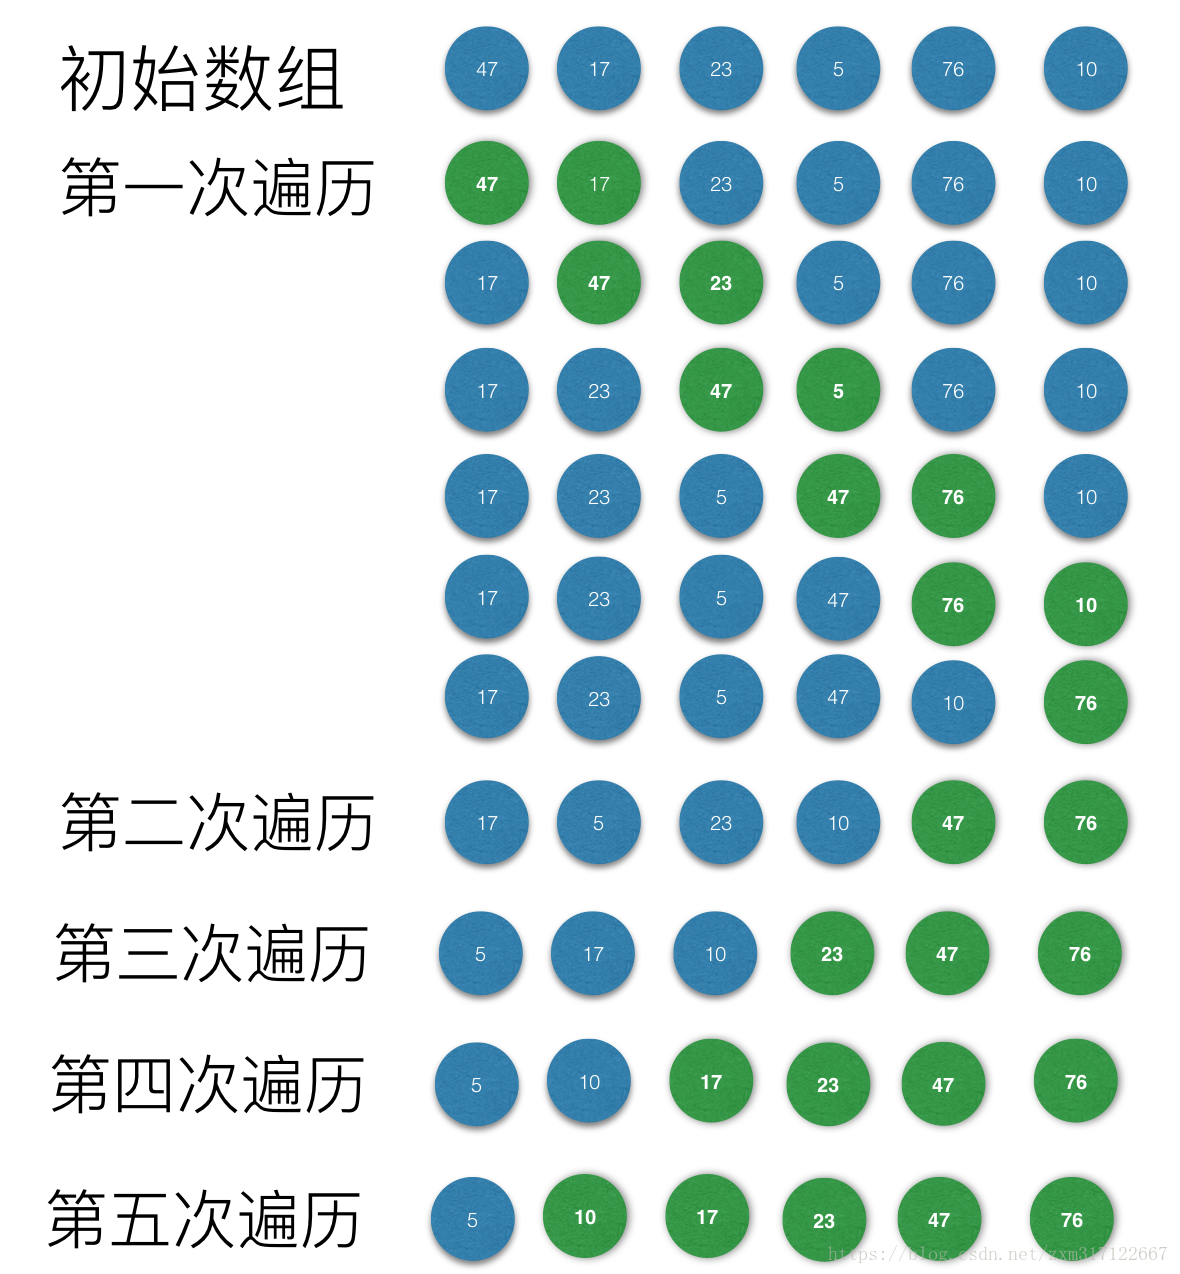 初始数组 47 17 23 5 76 10
第一次遍历 47 17 23 5 76 10
17 47 23 5 76 10
17 23 47 5 76 10
17 23 5 47 76 10
17 23 5 47 76 10
17 23 5 47 10 76
第二次遍历 17 5 23 10 47 76
第三次遍历 5 17 10 23 47 76
第四次遍历 5 10 17 23 47 76
第五次遍历 5 10 17 23 47 76
https://blog.csdn.net/zxm317122667